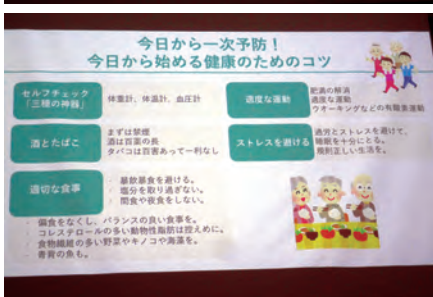 今日から一次予防！
今日から始める健康のためのコツ
セルフチェック
「三種の神器」
体重計、体温計、血圧計
適度な運動
肥満の解消
適度な運動
ウオーキングなどの有酸素運動
酒とたばこ
まずは禁煙
酒は百薬の長
タバコは百害あって一利なし
ストレスを避ける
過労とストレスを避けて、
睡眠を十分にとる。
規則正しい生活を。
適切な食事
・ 暴飲暴食を避ける。
・ 塩分を取り過ぎない。
・ 間食や夜食をしない。
・ 偏食をなくし、バランスの良い食事を。
・ コレステロールの多い動物性脂肪は控えめに。
・ 食物繊維の多い野菜やキノコや海藻を。
・ 青背の魚も。